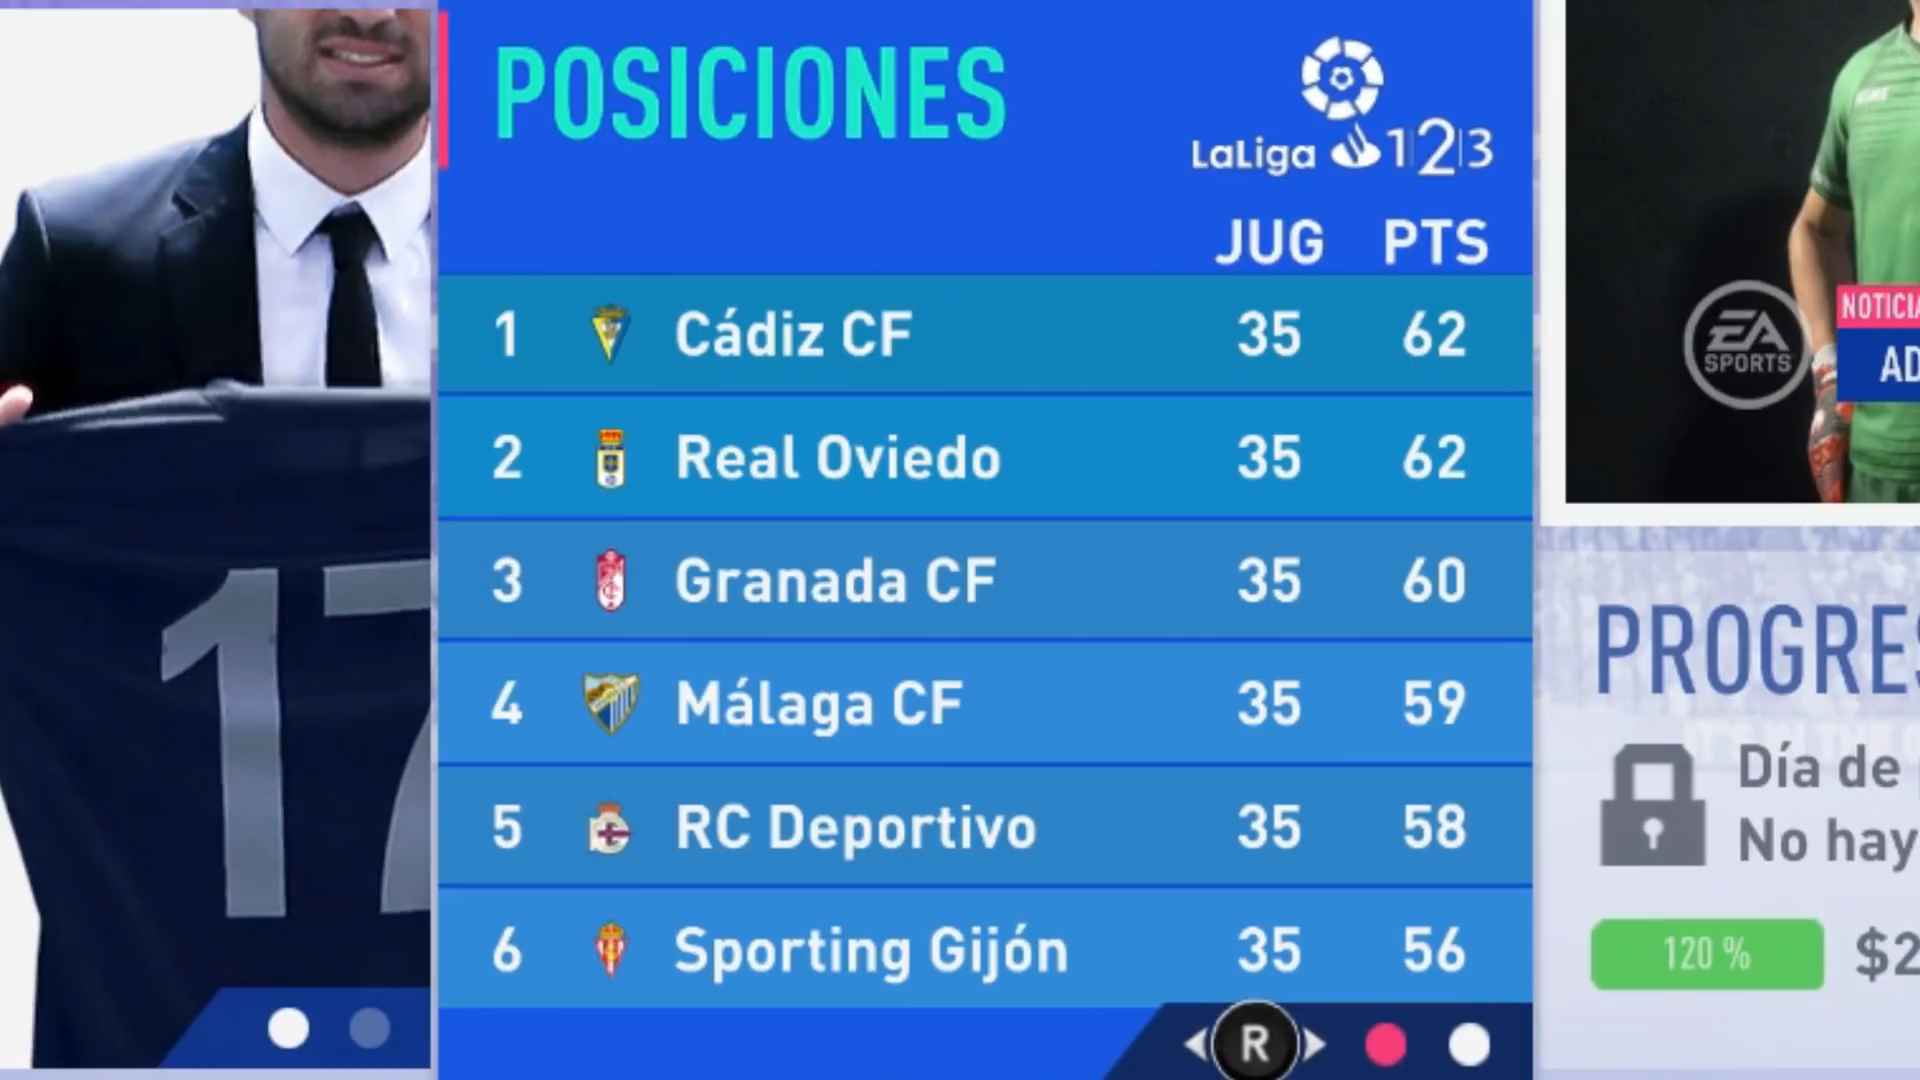 POSICIONES
LaLiga 1|2|3
JUG PTS
1 Cádiz CF 35 62
2 Real Oviedo 35 62
3 Granada CF 35 60
4 Málaga CF 35 59
5 RC Deportivo 35 58
6 Sporting Gijón 35 56
R
17
EA
SPORTS
NOTICIA
AD
PROGRES
Día de
No hay
120 %
$2